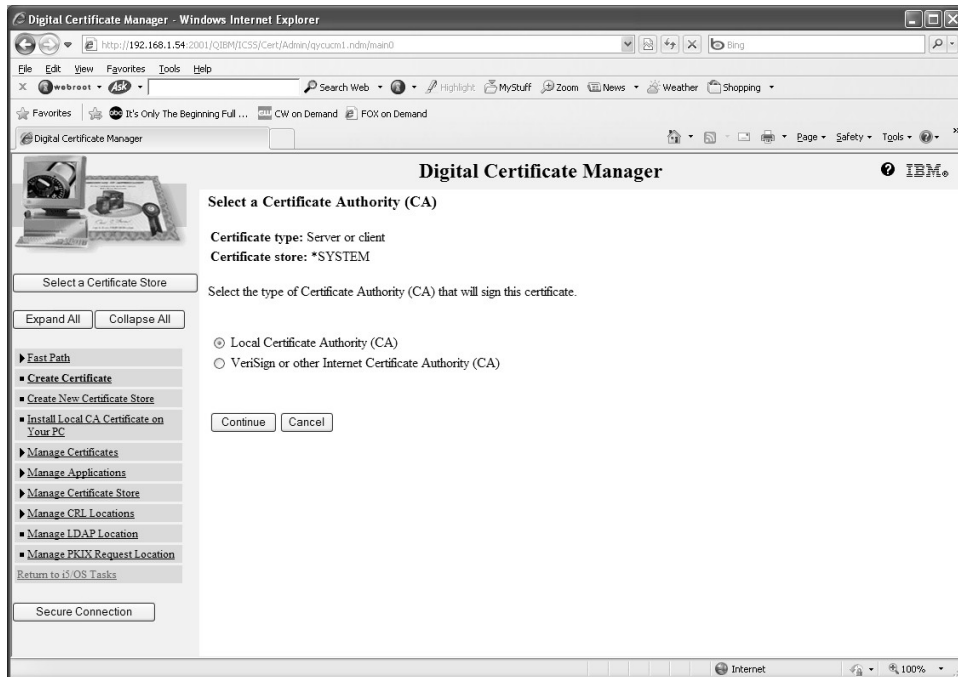 Digital Certificate Manager - Windows Internet Explorer
http://192.168.1.54:2001/QIBM/ICSS/Cert/Admin/qycucm1.ndm/main0
Bing
File Edit View Favorites Tools Help
X webroot Ask Search Web Highlight MyStuff Zoom News Weather Shopping
Favorites abc It's Only The Beginning Full ... CW on Demand FOX on Demand
Digital Certificate Manager
Page Safety Tools »
Digital Certificate Manager
IBM®
Select a Certificate Store
Expand All Collapse All
Fast Path
Create Certificate
Create New Certificate Store
Install Local CA Certificate on
Your PC
Manage Certificates
Manage Applications
Manage Certificate Store
Manage CRL Locations
Manage LDAP Location
Manage PKIX Request Location
Return to i5/OS Tasks
Secure Connection
Select a Certificate Authority (CA)
Certificate type: Server or client
Certificate store: *SYSTEM
Select the type of Certificate Authority (CA) that will sign this certificate.
Local Certificate Authority (CA)
VeriSign or other Internet Certificate Authority (CA)
Continue Cancel
Internet
100%